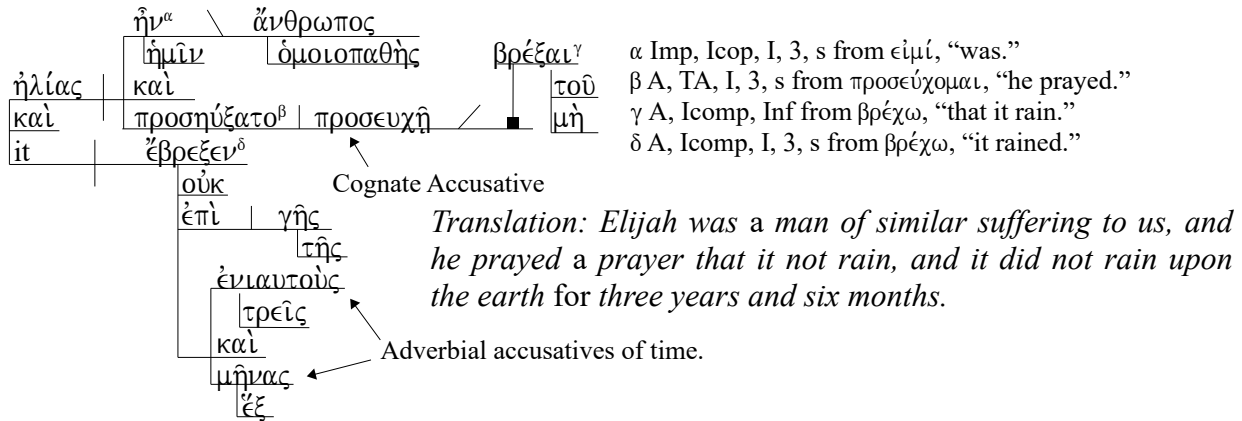 ἦν^α ἄνθρωπος
ἡμῖν ὁμοιοπαθὴς βρέξαι^γ
ἠλίας καὶ τοῦ
καὶ προσηύξατο^β προσευχῇ μὴ
it ἔβρεξεν^δ
οὐκ
ἐπὶ γῆς
τῆς
ἐνιαυτοὺς
τρεῖς
καὶ
μῆνας
ἕξ
α Imp, Icop, I, 3, s from εἰμί, “was.”
β A, TA, I, 3, s from προσεύχομαι, “he prayed.”
γ A, Icomp, Inf from βρέχω, “that it rain.”
δ A, Icomp, I, 3, s from βρέχω, “it rained.”
Cognate Accusative
Translation: Elijah was a man of similar suffering to us, and
he prayed a prayer that it not rain, and it did not rain upon
the earth for three years and six months.
Adverbial accusatives of time.